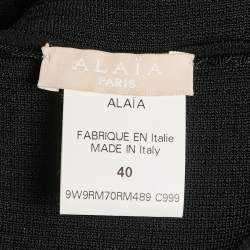 ALAÏA
PARIS
ALAÏA
FABRIQUE EN Italie
MADE IN Italy
40
9W9RM70RM489 C999